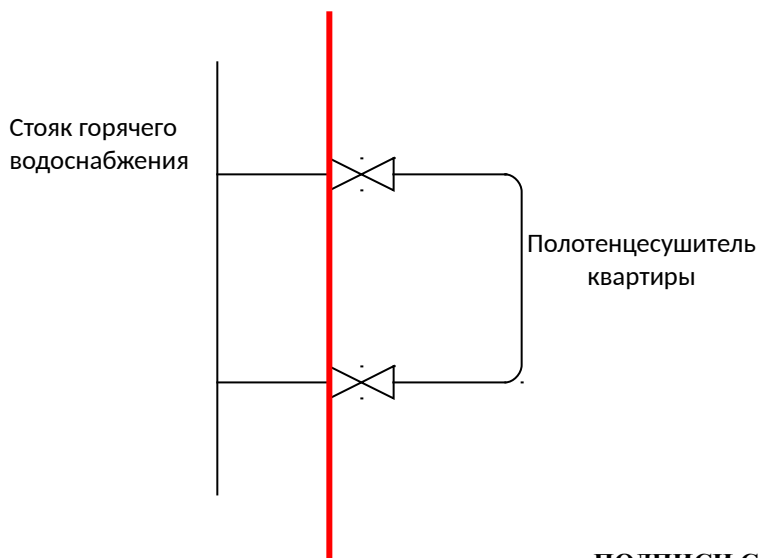 Стояк горячего
водоснабжения
Полотенцесушитель
квартиры